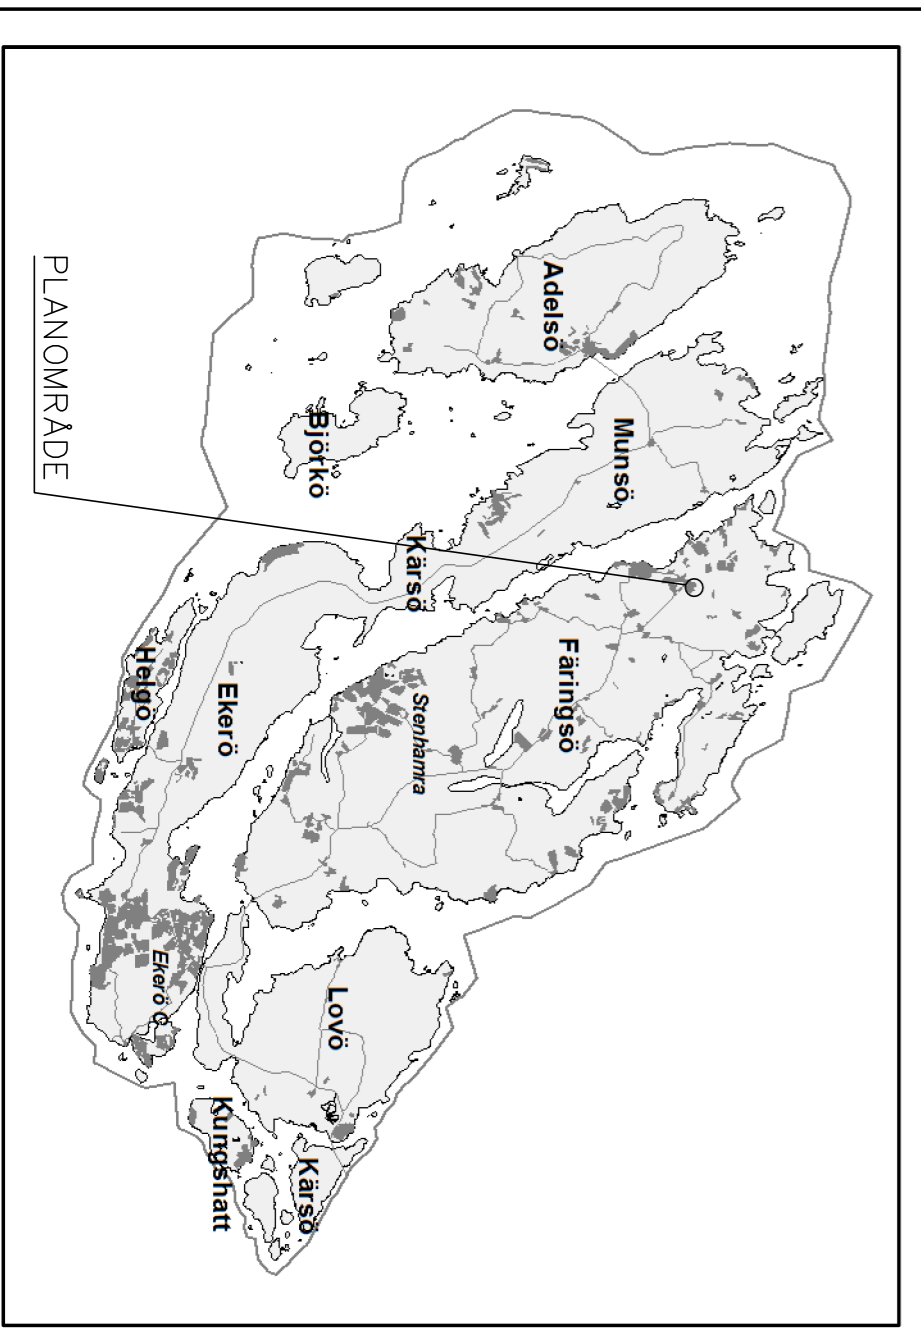 Munsö
Färingsö
Adelsö
Stenhamra
Kärsö
Lovö
Björkö
Kärsö
Ekerö
Kungshatt
Ekerö C
Helgö
PLANOMRÅDE